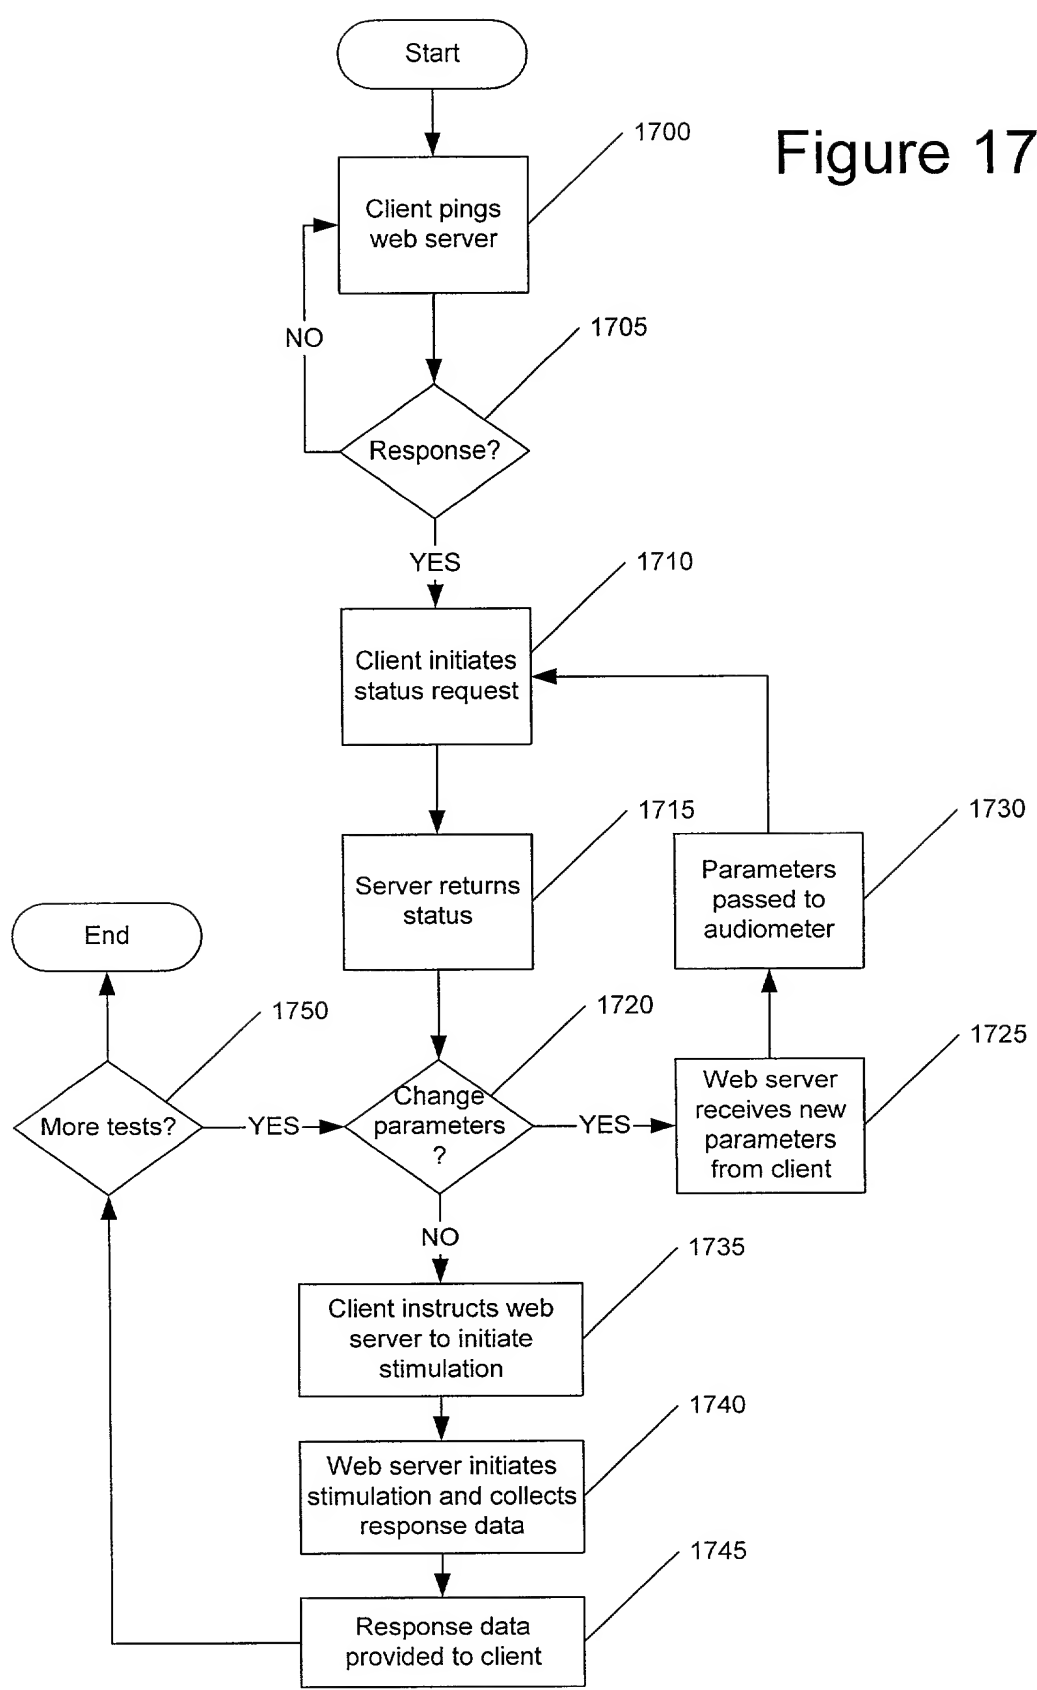 Start
1700
Figure 17
Client pings
web server
NO
1705
Response?
YES
1710
Client initiates
status request
1715
1730
Server returns
status
Parameters
passed to
audiometer
End
1750
1720
1725
More tests?
YES
Change
parameters
?
YES
Web server
receives new
parameters
from client
NO
1735
Client instructs web
server to initiate
stimulation
1740
Web server initiates
stimulation and collects
response data
1745
Response data
provided to client